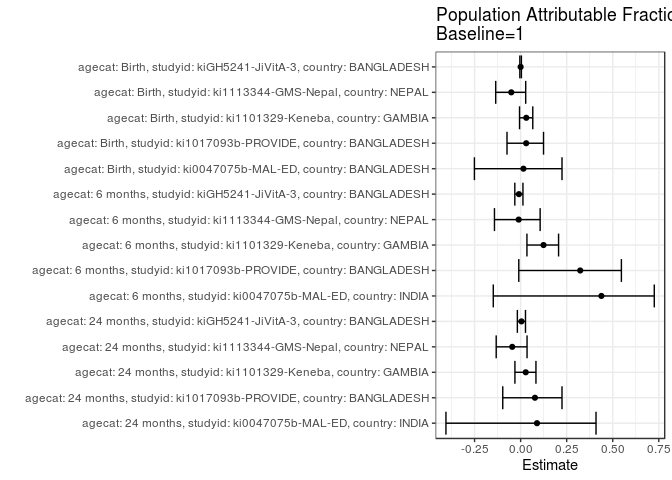 Population Attributable Fractio
Baseline=1
agecat: Birth, studyid: kiGH5241-JiVitA-3, country: BANGLADESH
agecat: Birth, studyid: ki1113344-GMS-Nepal, country: NEPAL
agecat: Birth, studyid: ki1101329-Keneba, country: GAMBIA
agecat: Birth, studyid: ki1017093b-PROVIDE, country: BANGLADESH
agecat: Birth, studyid: ki0047075b-MAL-ED, country: BANGLADESH
agecat: 6 months, studyid: kiGH5241-JiVitA-3, country: BANGLADESH
agecat: 6 months, studyid: ki1113344-GMS-Nepal, country: NEPAL
agecat: 6 months, studyid: ki1101329-Keneba, country: GAMBIA
agecat: 6 months, studyid: ki1017093b-PROVIDE, country: BANGLADESH
agecat: 6 months, studyid: ki0047075b-MAL-ED, country: INDIA
agecat: 24 months, studyid: kiGH5241-JiVitA-3, country: BANGLADESH
agecat: 24 months, studyid: ki1113344-GMS-Nepal, country: NEPAL
agecat: 24 months, studyid: ki1101329-Keneba, country: GAMBIA
agecat: 24 months, studyid: ki1017093b-PROVIDE, country: BANGLADESH
agecat: 24 months, studyid: ki0047075b-MAL-ED, country: INDIA
-0.25 0.00 0.25 0.50 0.75
Estimate